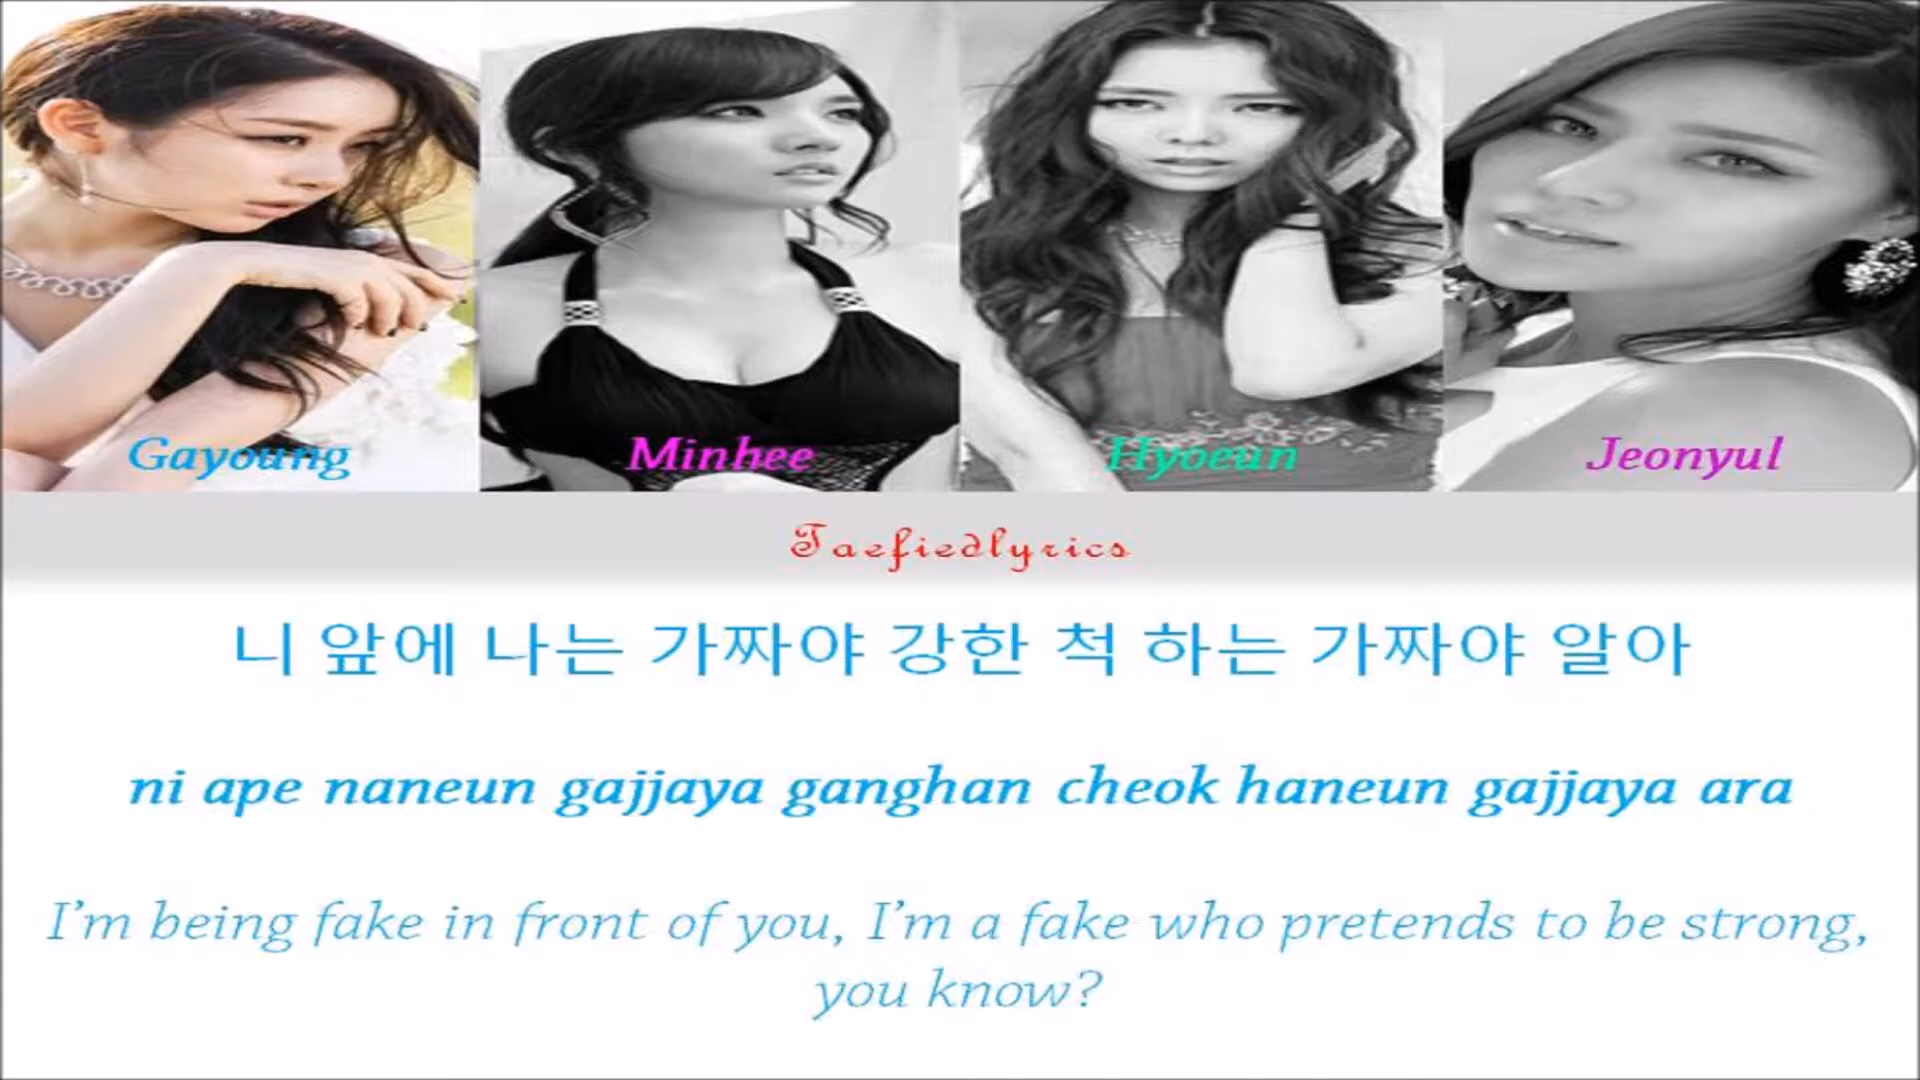 Gayoung
Minhee
Hyoeun
Jeonyul
Taefiedlyrics
니 앞에 나는 가짜야 강한 척 하는 가짜야 알아
ni ape naneun gajjaya ganghan cheok haneun gajjaya ara
I'm being fake in front of you, I'm a fake who pretends to be strong,
you know?